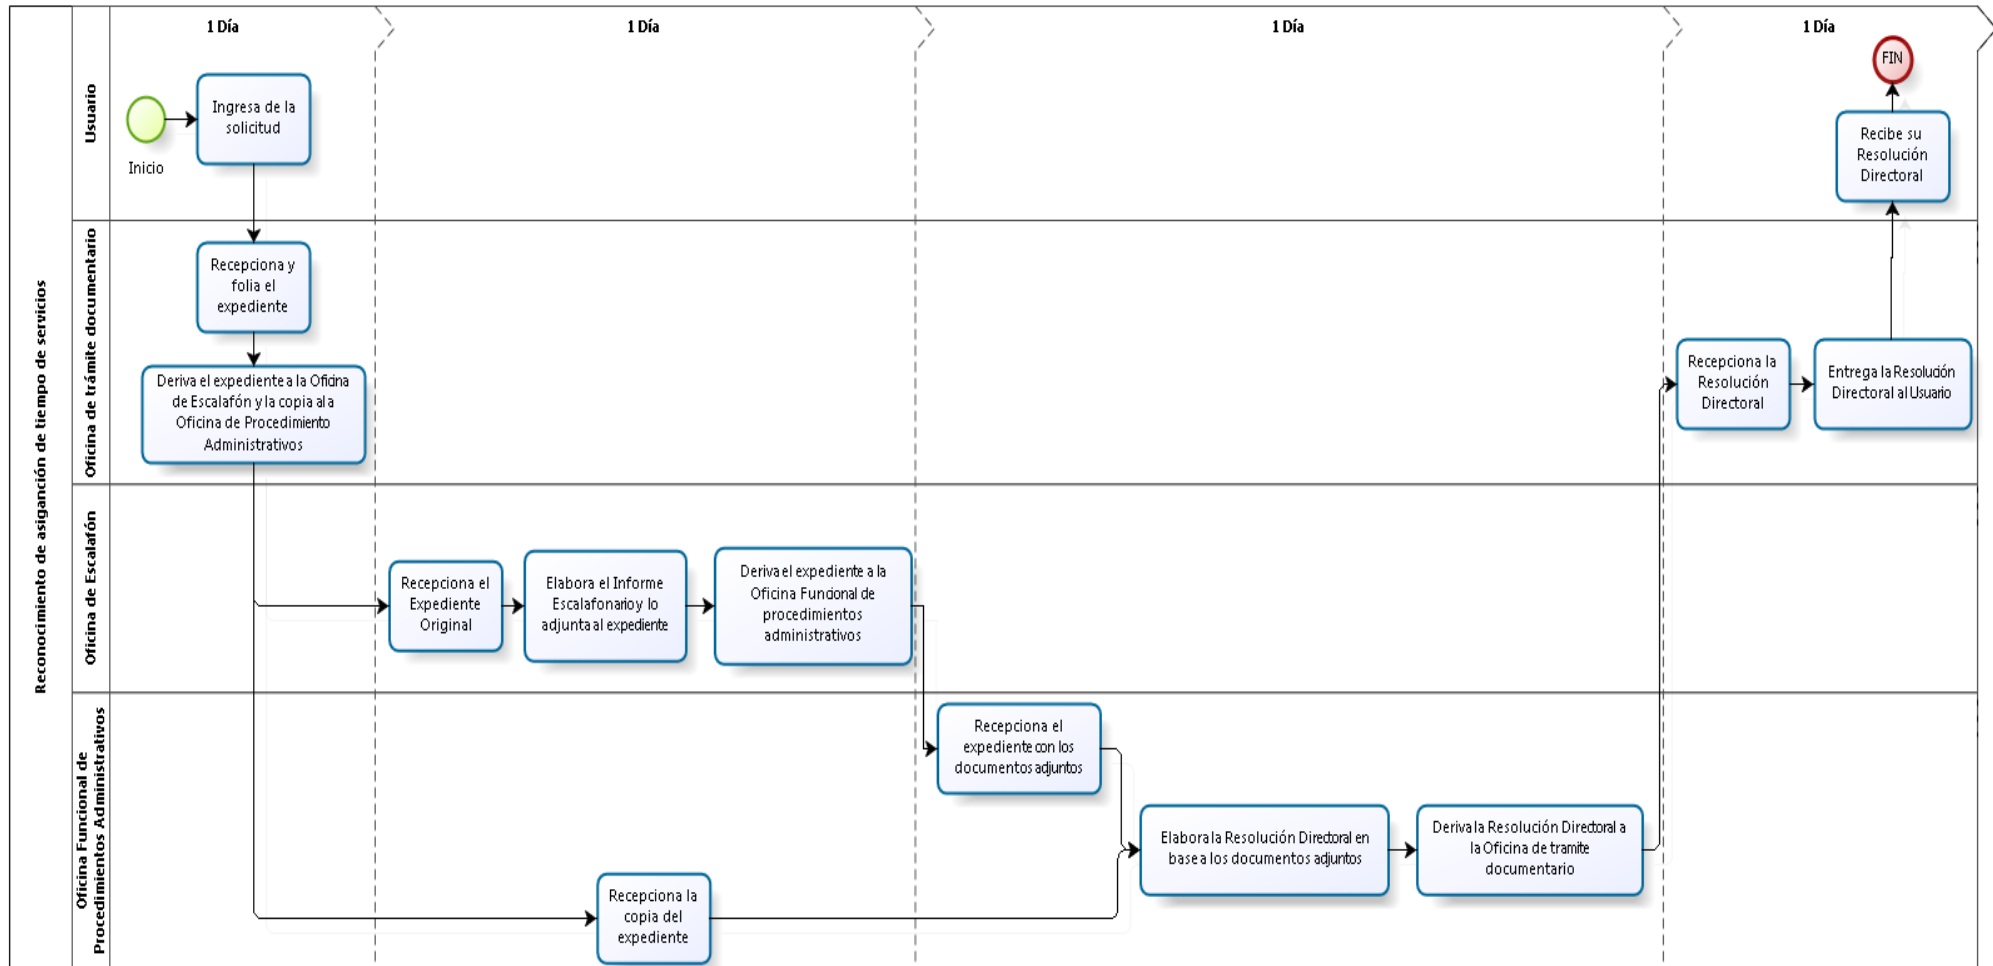 1 Día
1 Día
1 Día
1 Día
Reconocimiento de asiganción de tiempo de servicios
Usuario
Inicio
Ingresa de la
solicitud
FIN
Recibe su
Resolución
Directoral
Oficina de trámite documentario
Recepciona y
folia el
expediente
Deriva el expediente a la Oficina
de Escalafón y la copia al a
Oficina de Procedimiento
Administrativos
Recepciona la
Resolución
Directoral
Entrega la Resolución
Directoral al Usuario
Oficina de Escalafón
Recepciona el
Expediente
Original
Elabora el Informe
Escalafonario y lo
adjunta al expediente
Deriva el expediente a la
Oficina Funcional de
procedimientos
administrativos
Oficina Funcional de
Procedimientos Administrativos
Recepciona el
expediente con los
documentos adjuntos
Recepciona la
copia del
expediente
Elabora la Resolución Directoral en
base a los documentos adjuntos
Deriva la Resolución Directoral a
la Oficina de tramite
documentario